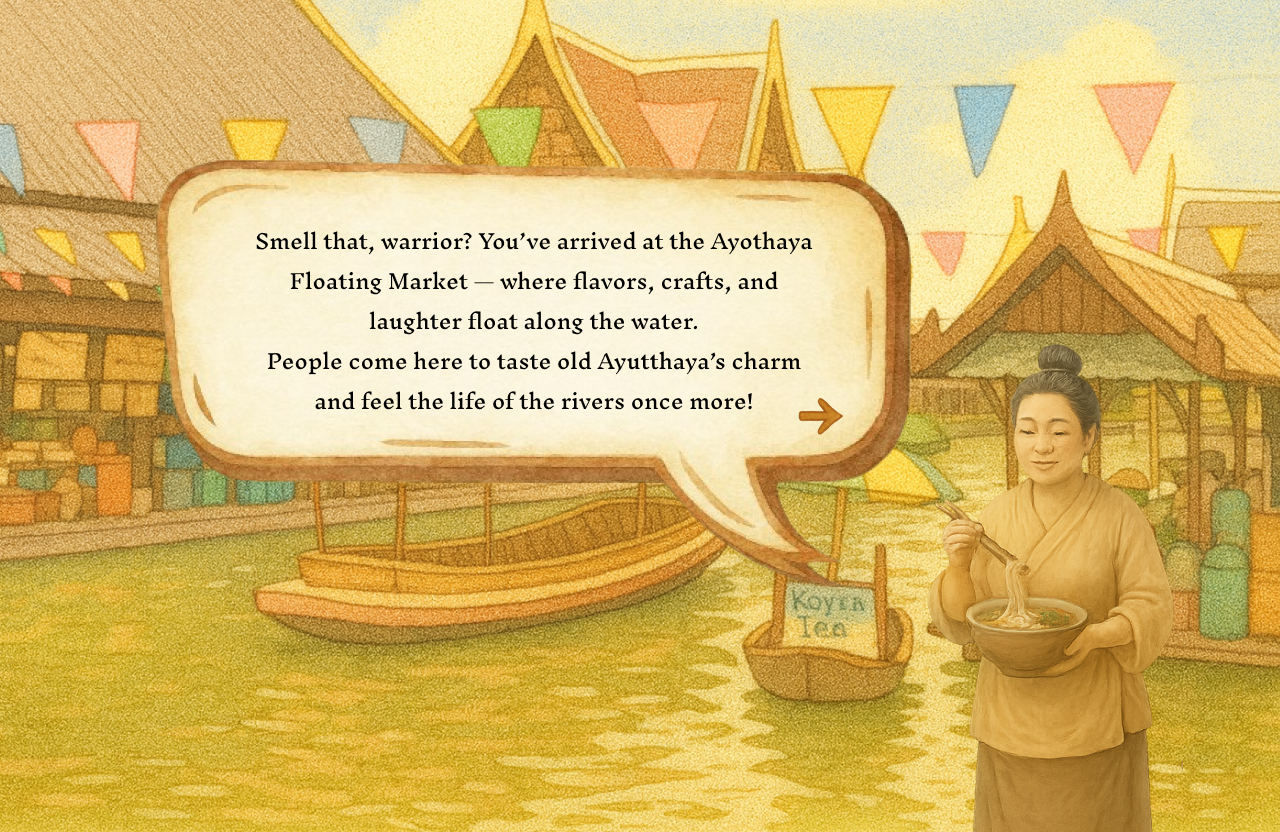 Smell that, warrior? You’ve arrived at the Ayothaya
Floating Market — where flavors, crafts, and
laughter float along the water.
People come here to taste old Ayutthaya’s charm
and feel the life of the rivers once more!
Tea